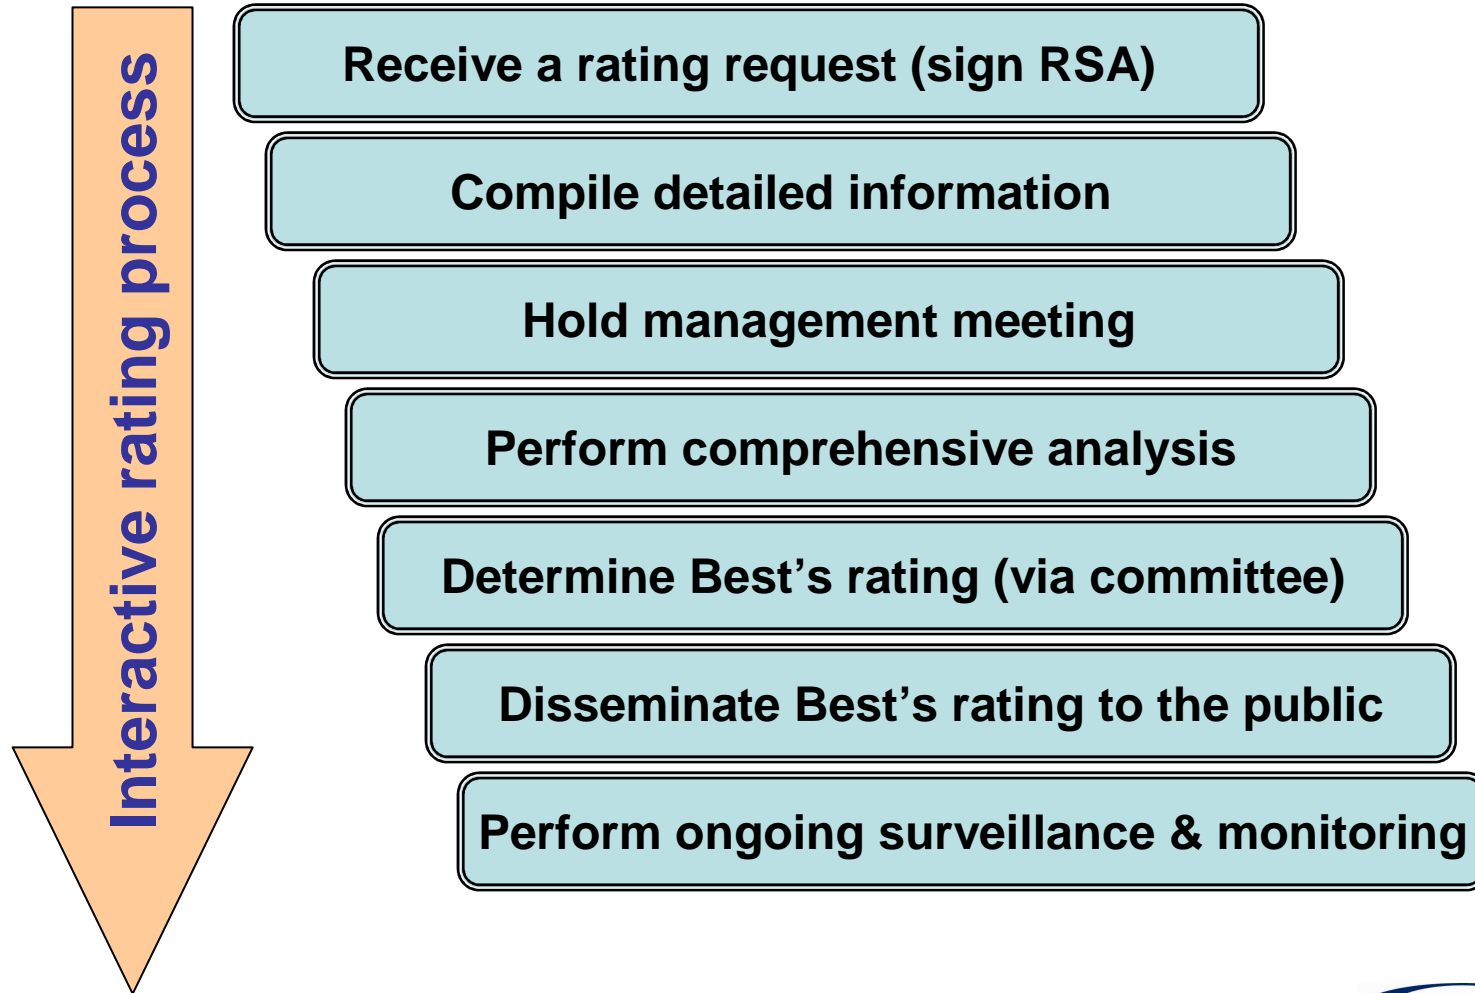 Interactive rating process
Receive a rating request (sign RSA)
Compile detailed information
Hold management meeting
Perform comprehensive analysis
Determine Best’s rating (via committee)
Disseminate Best’s rating to the public
Perform ongoing surveillance & monitoring